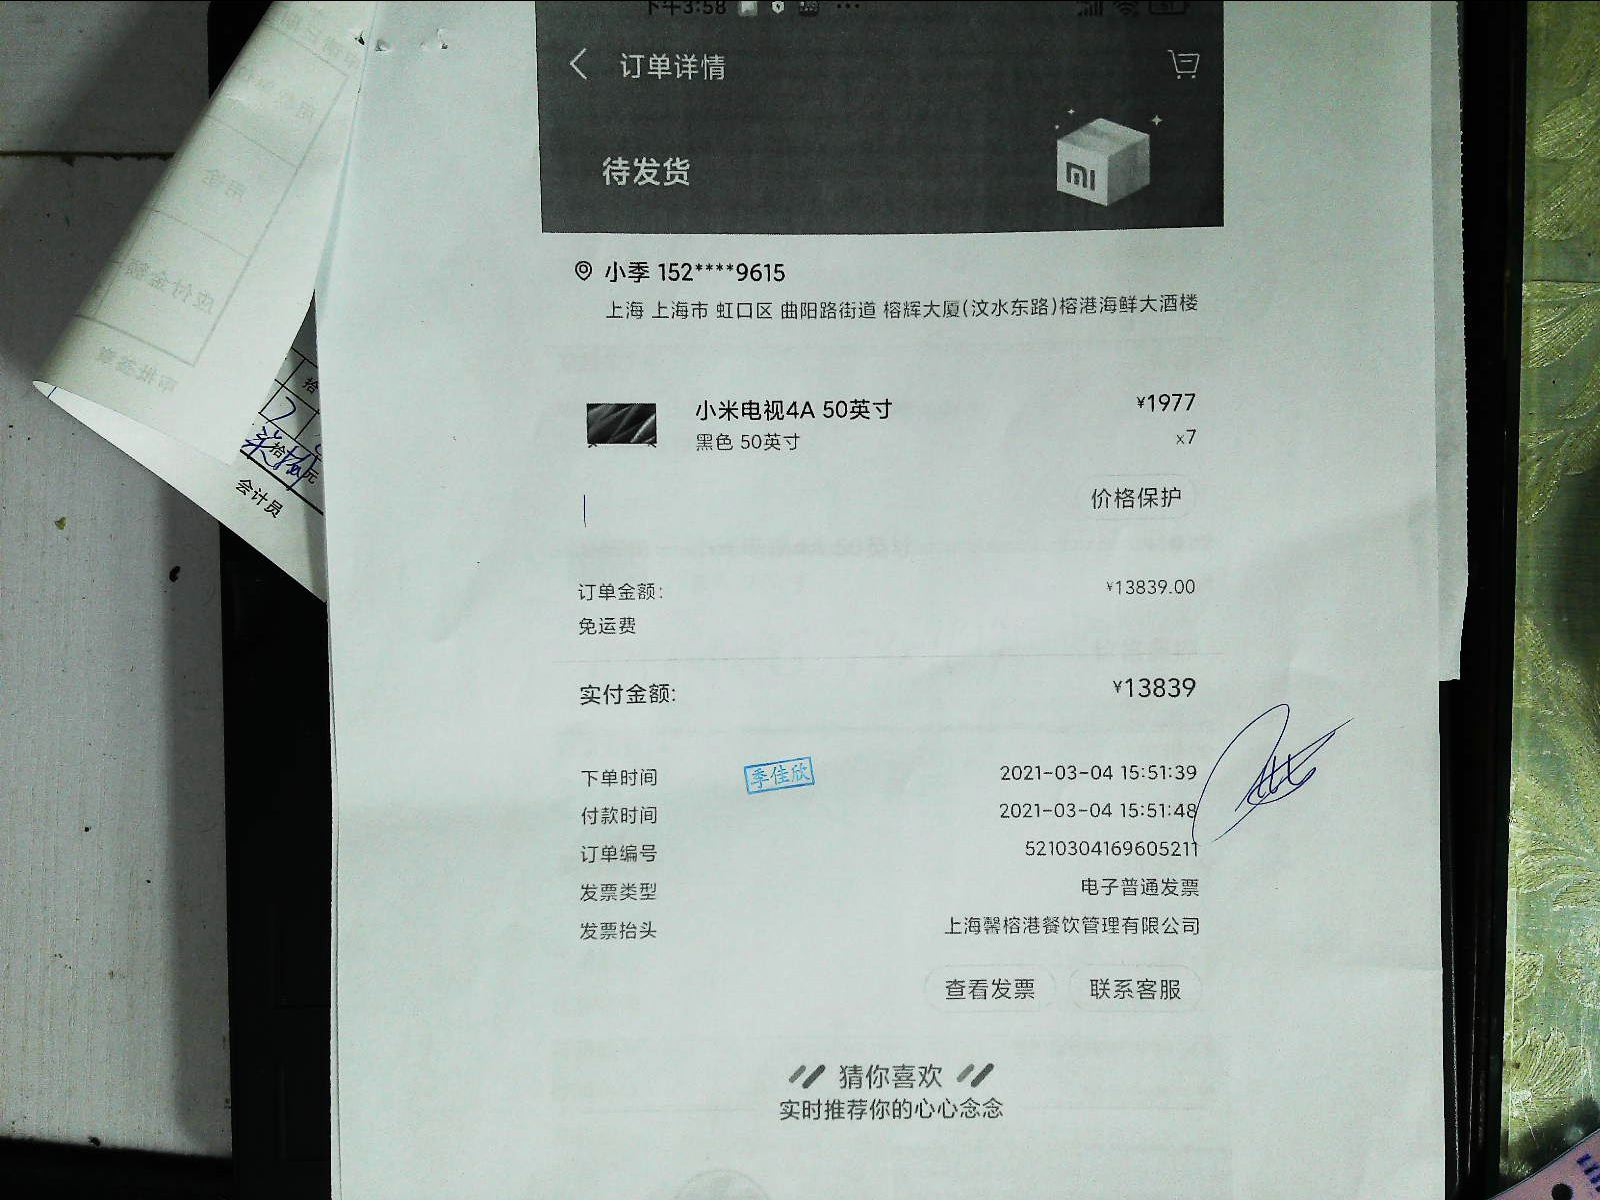 下午3:58
订单详情
待发货
小季 152****9615
上海 上海市 虹口区 曲阳路街道 榕辉大厦(汶水东路)榕港海鲜大酒楼
小米电视4A 50英寸
¥1977
黑色 50英寸
x7
价格保护
订单金额:
¥13839.00
免运费
实付金额:
¥13839
下单时间
季佳欣
2021-03-04 15:51:39
付款时间
2021-03-04 15:51:48
订单编号
5210304169605211
发票类型
电子普通发票
发票抬头
上海馨榕港餐饮管理有限公司
查看发票
联系客服
猜你喜欢
实时推荐你的心心念念
会计员